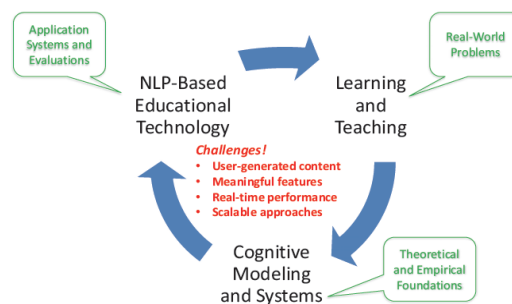 Application
Systems and
Evaluations
NLP-Based
Educational
Technology
Learning
and
Teaching
Real-World
Problems
Challenges!
• User-generated content
• Meaningful features
• Real-time performance
• Scalable approaches
Cognitive
Modeling
and Systems
Theoretical
and Empirical
Foundations